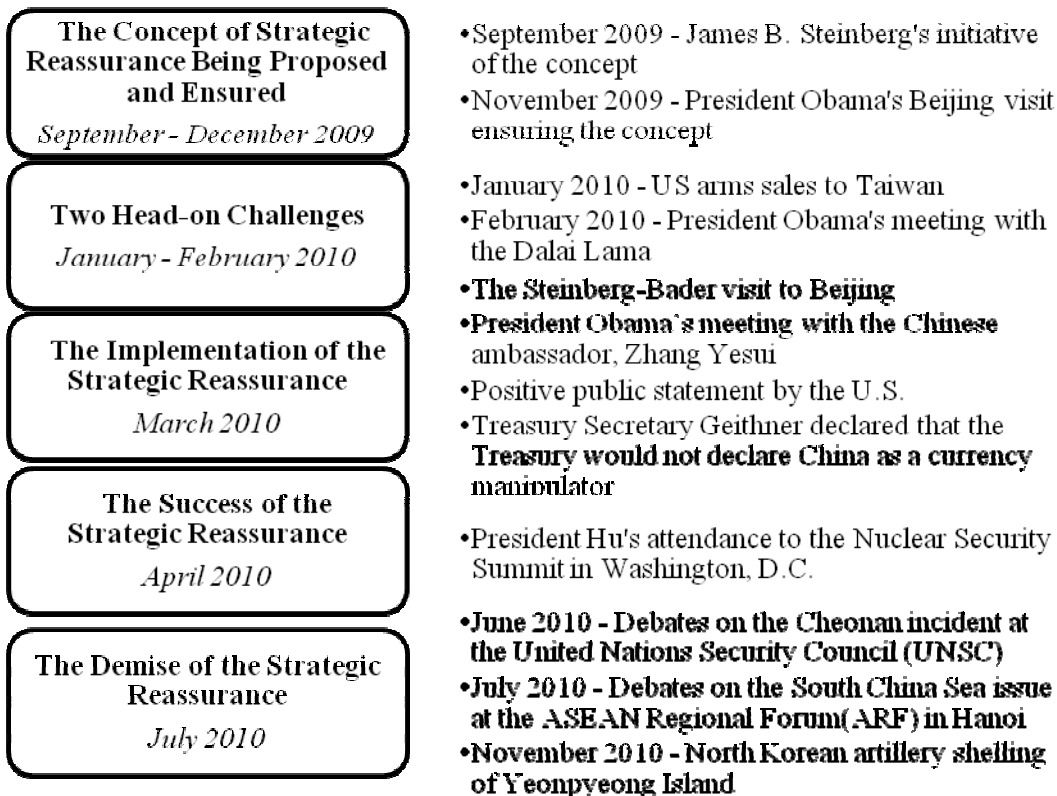 The Concept of Strategic
Reassurance Being Proposed
and Ensured
September - December 2009
•September 2009 - James B. Steinberg's initiative
of the concept
•November 2009 - President Obama's Beijing visit
ensuring the concept
Two Head-on Challenges
January - February 2010
•January 2010 - US arms sales to Taiwan
•February 2010 - President Obama's meeting with
the Dalai Lama
The Implementation of the
Strategic Reassurance
March 2010
•The Steinberg-Bader visit to Beijing
•President Obama's meeting with the Chinese
ambassador, Zhang Yesui
•Positive public statement by the U.S.
•Treasury Secretary Geithner declared that the
Treasury would not declare China as a currency
manipulator
The Success of the
Strategic Reassurance
April 2010
•President Hu's attendance to the Nuclear Security
Summit in Washington, D.C.
The Demise of the Strategic
Reassurance
July 2010
•June 2010 - Debates on the Cheonan incident at
the United Nations Security Council (UNSC)
•July 2010 - Debates on the South China Sea issue
at the ASEAN Regional Forum(ARF) in Hanoi
•November 2010 - North Korean artillery shelling
of Yeonpyeong Island